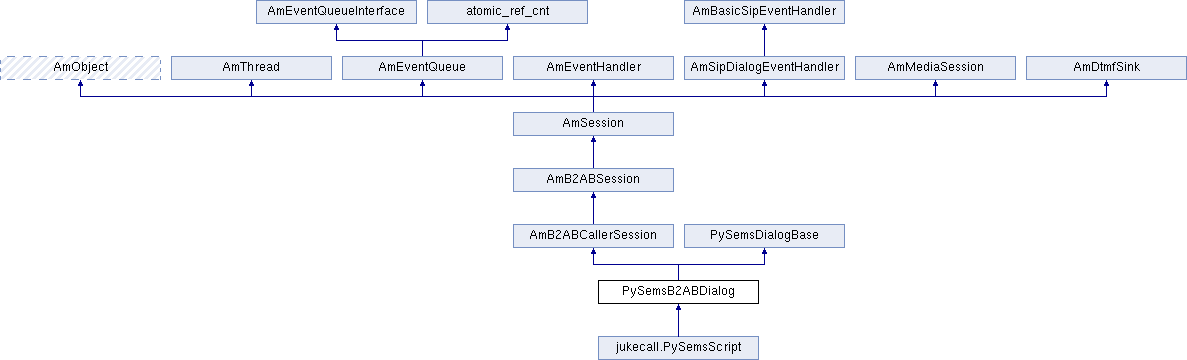 AmEventQueueInterface
atomic_ref_cnt
AmBasicSipEventHandler
AmObject
AmThread
AmEventQueue
AmEventHandler
AmSipDialogEventHandler
AmMediaSession
AmDtmfSink
AmSession
AmB2ABSession
AmB2ABCallerSession
PySemsDialogBase
PySemsB2ABDialog
jukecall.PySemsScript